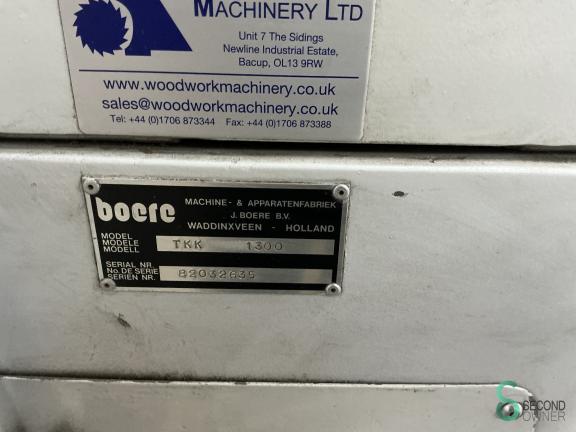 MACHINERY LTD
Unit 7 The Sidings
Newline Industrial Estate,
Bacup, OL13 9RW
www.woodworkmachinery.co.uk
sales@woodworkmachinery.co.uk
Tel: +44 (0)1706 873344 Fax: +44 (0)1706 873388
boere
MACHINE- & APPARATENFABRIEK
J. BOERE B.V.
WADDINXVEEN - HOLLAND
MODEL
MODELE
MODELL
TKK 1300
SERIAL NR.
No. DE SERIE
SERIEN NR.
82032635
SECOND
OWNER